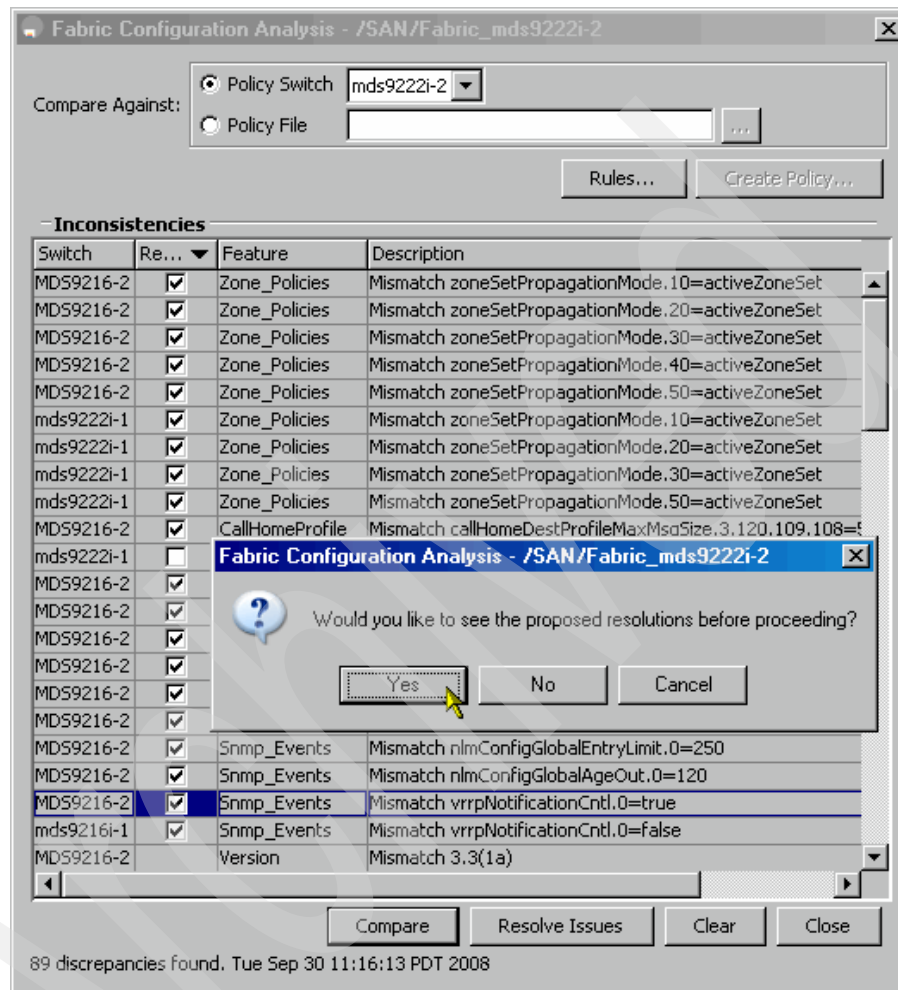 Fabric Configuration Analysis - /SAN/Fabric_mds9222i-2
Compare Against:
Policy Switch mds9222i-2
Policy File ...
Rules... Create Policy...
Inconsistencies
Switch Re... Feature Description
MDS9216-2 Zone_Policies Mismatch zoneSetPropagationMode.10=activeZoneSet
MDS9216-2 Zone_Policies Mismatch zoneSetPropagationMode.20=activeZoneSet
MDS9216-2 Zone_Policies Mismatch zoneSetPropagationMode.30=activeZoneSet
MDS9216-2 Zone_Policies Mismatch zoneSetPropagationMode.40=activeZoneSet
MDS9216-2 Zone_Policies Mismatch zoneSetPropagationMode.50=activeZoneSet
mds9222i-1 Zone_Policies Mismatch zoneSetPropagationMode.10=activeZoneSet
mds9222i-1 Zone_Policies Mismatch zoneSetPropagationMode.20=activeZoneSet
mds9222i-1 Zone_Policies Mismatch zoneSetPropagationMode.30=activeZoneSet
mds9222i-1 Zone_Policies Mismatch zoneSetPropagationMode.50=activeZoneSet
MDS9216-2 CallHomeProfile Mismatch callHomeDestProfileMaxMsgSize.3.120.109.108=
mds9222i-1
MDS9216-2
MDS9216-2
MDS9216-2
MDS9216-2
MDS9216-2
MDS9216-2
Fabric Configuration Analysis - /SAN/Fabric_mds9222i-2
Would you like to see the proposed resolutions before proceeding?
Yes No Cancel
MDS9216-2 Snmp_Events Mismatch nlmConfigGlobalEntryLimit.0=250
MDS9216-2 Snmp_Events Mismatch nlmConfigGlobalAgeOut.0=120
MDS9216-2 Snmp_Events Mismatch vrrpNotificationCntl.0=true
mds9216i-1 Snmp_Events Mismatch vrrpNotificationCntl.0=false
MDS9216-2 Version Mismatch 3.3(1a)
Compare Resolve Issues Clear Close
89 discrepancies found. Tue Sep 30 11:16:13 PDT 2008